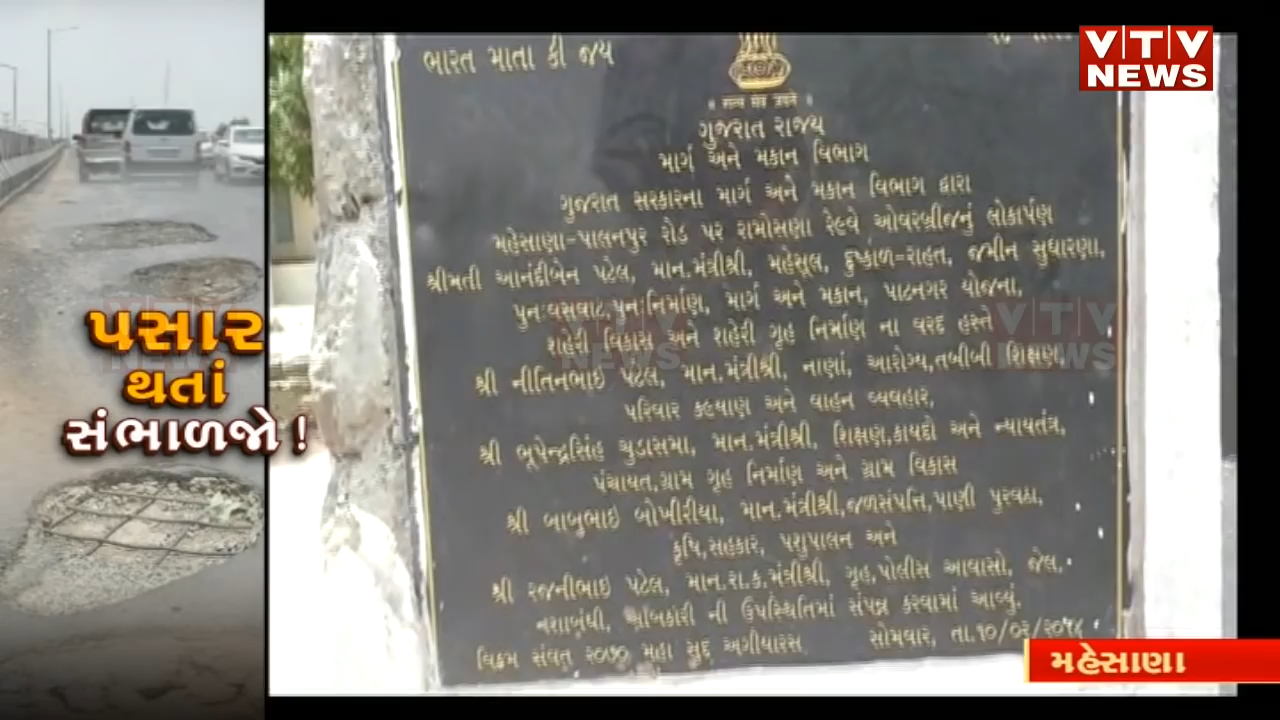 VTV
NEWS
ભારત માતા કી જય
ગુજરાત રાજ્ય
માર્ગ અને મકાન વિભાગ
ગુજરાત સરકારના માર્ગ અને મકાન વિભાગ દ્વારા
મહેસાણા-પાલનપુર રોડ પર રામોસણા રેલ્વે ઓવરબ્રીજનું લોકાર્પણ
શ્રીમતી આનંદીબેન પટેલ, માન.મંત્રીશ્રી, મહેસૂલ, દુષ્કાળ-રાહત, જમીન સુધારણા,
પુનઃવસવાટ,પુનઃનિર્માણ, માર્ગ અને મકાન, પાટનગર યોજના,
શહેરી વિકાસ અને શહેરી ગૃહ નિર્માણ ના વરદ હસ્તે
શ્રી નીતિનભાઇ પટેલ, માન.મંત્રીશ્રી, નાણાં, આરોગ્ય,તબીબી શિક્ષણ,
પરિવાર કલ્યાણ અને વાહન વ્યવહાર,
શ્રી ભૂપેન્દ્રસિંહ ચુડાસમા, માન.મંત્રીશ્રી, શિક્ષણ,કાયદો અને ન્યાયતંત્ર,
પંચાયત,ગ્રામ ગૃહ નિર્માણ અને ગ્રામ વિકાસ
શ્રી બાબુભાઇ બોખીરીયા, માન.મંત્રીશ્રી,જળસંપત્તિ,પાણી પુરવઠા,
કૃષિ,સહકાર, પશુપાલન અને
શ્રી રજનીભાઇ પટેલ, માન.રા.ક.મંત્રીશ્રી, ગૃહ,પોલીસ આવાસો, જેલ,
નશાબંધી, આબકારી ની ઉપસ્થિતિમાં સંપન્ન કરવામાં આવ્યું.
વિક્રમ સંવત ૨૦૭૦ મહા સુદ અગીયારસ સોમવાર, તા.૧૦/૦૨/૨૦૧૪
પસાર
થતાં
સંભાળજો!
મહેસાણા